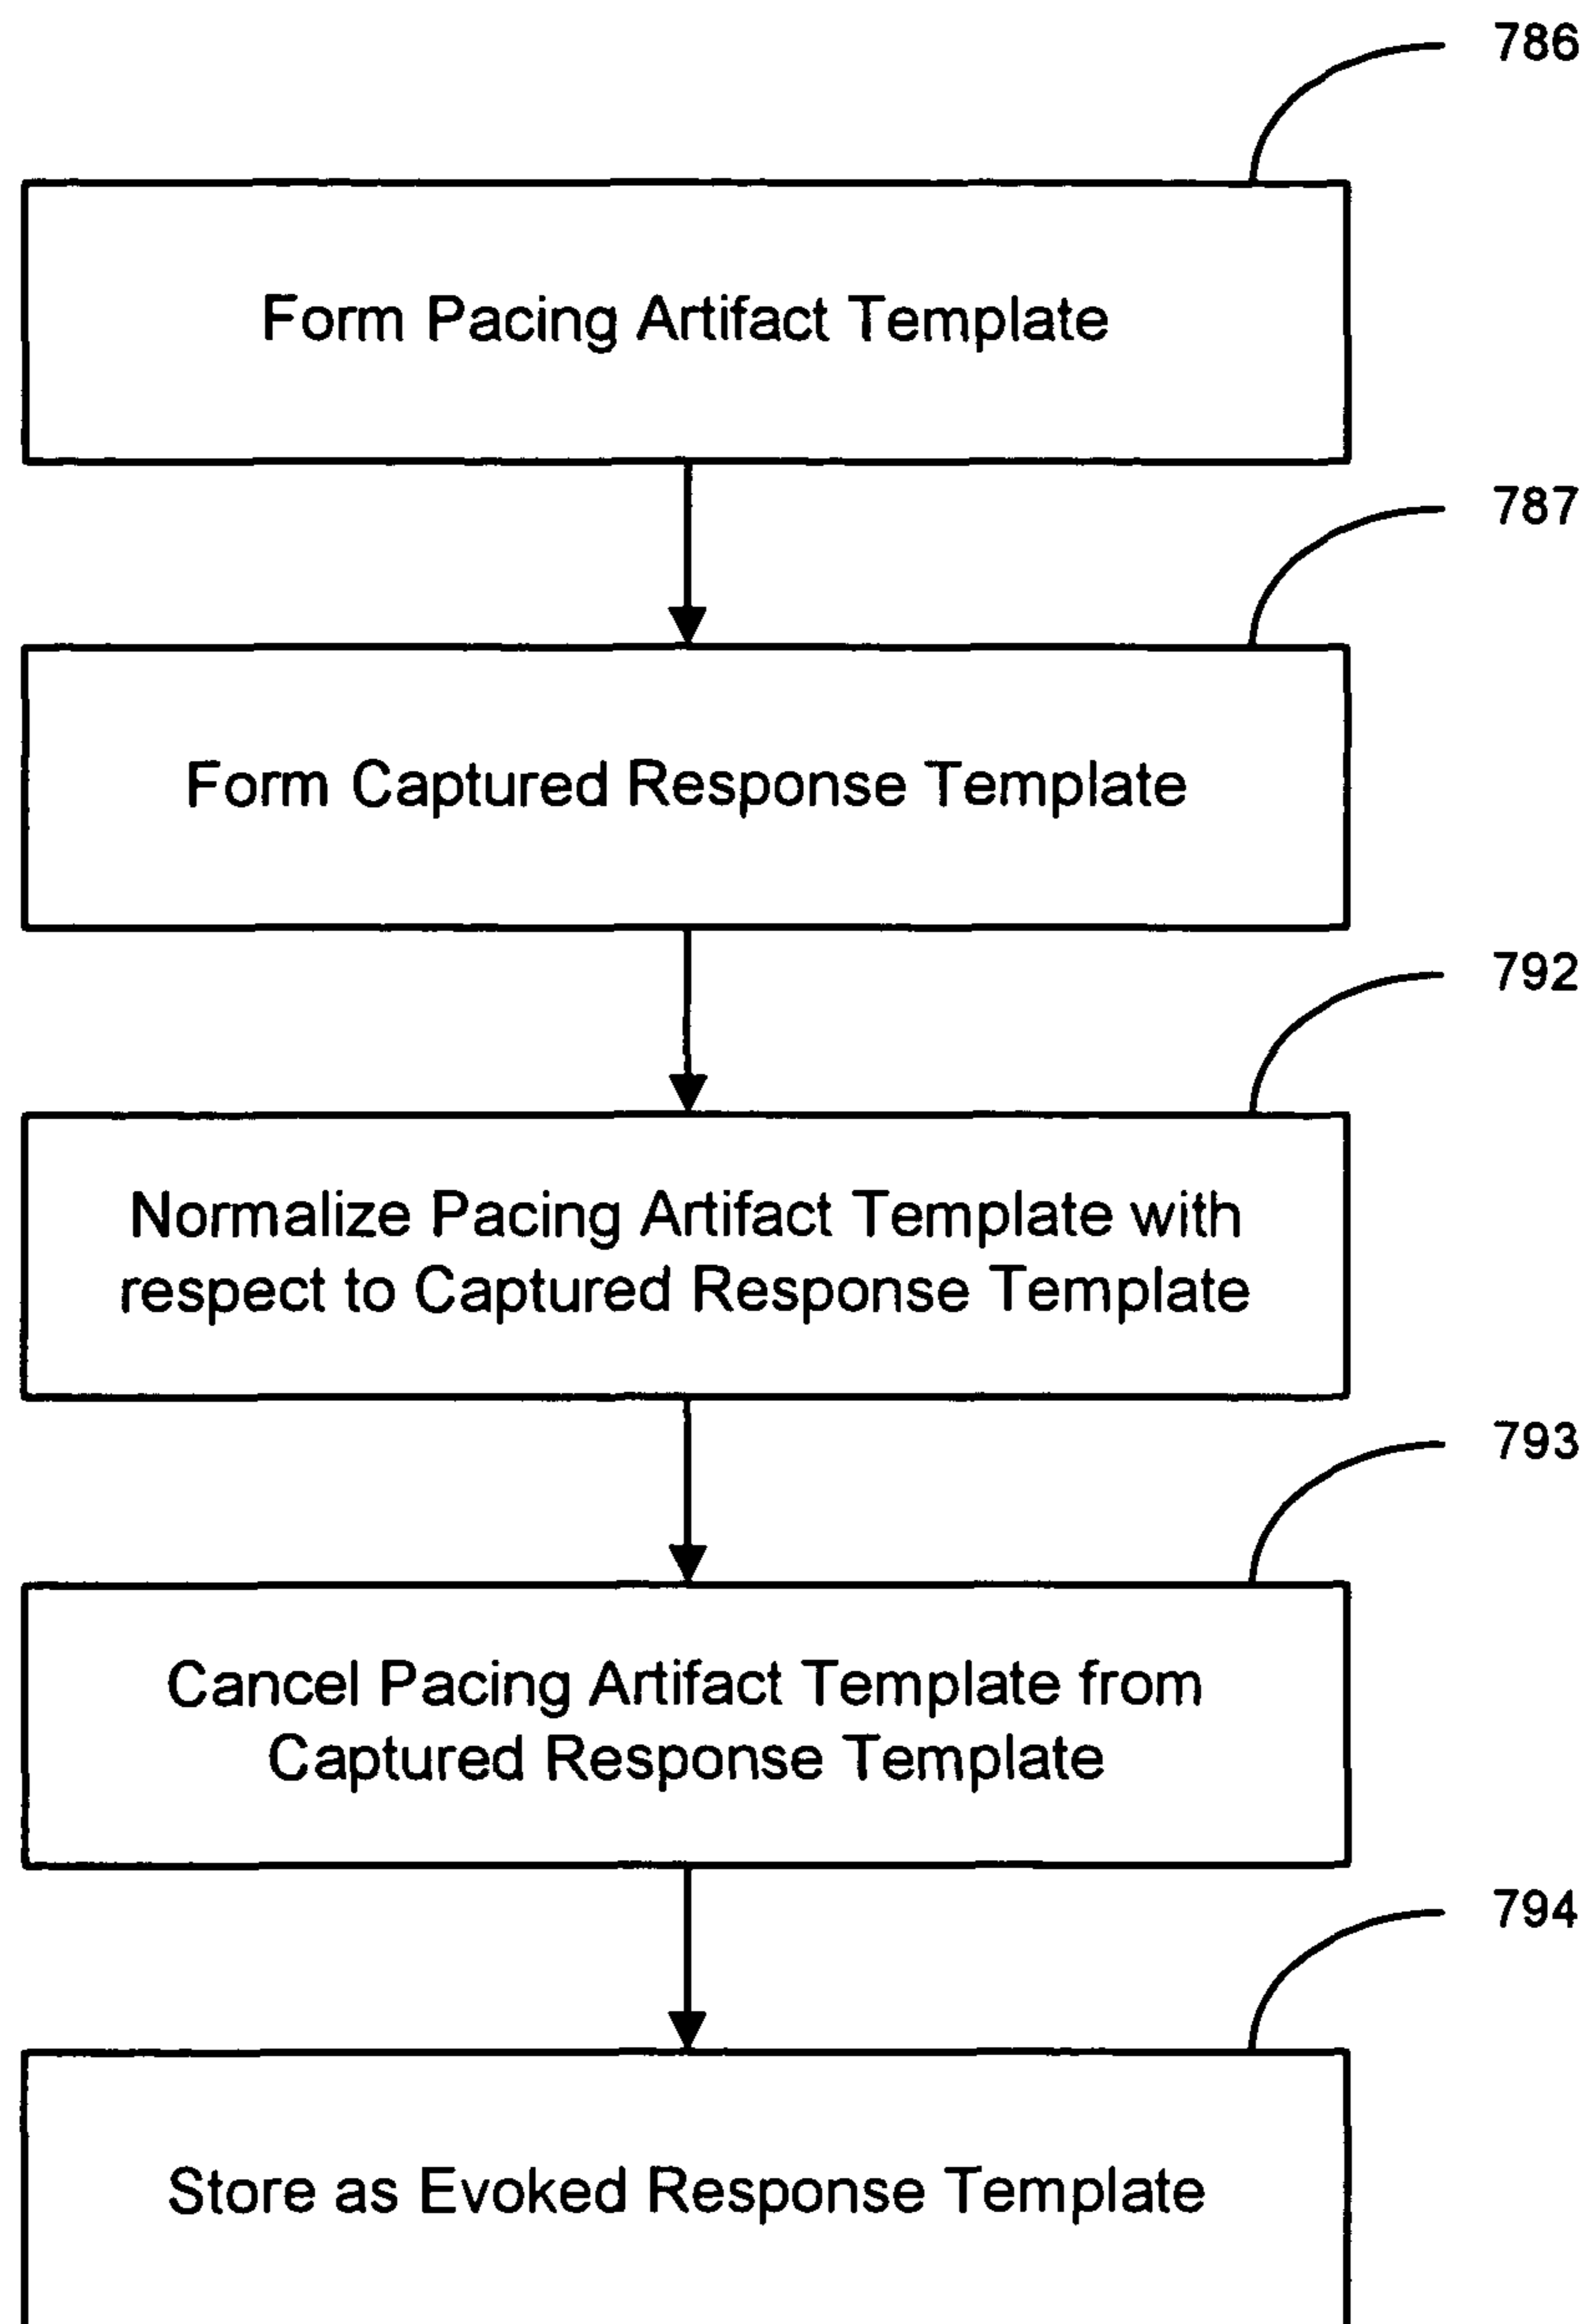 786
Form Pacing Artifact Template
787
Form Captured Response Template
792
Normalize Pacing Artifact Template with
respect to Captured Response Template
793
Cancel Pacing Artifact Template from
Captured Response Template
794
Store as Evoked Response Template